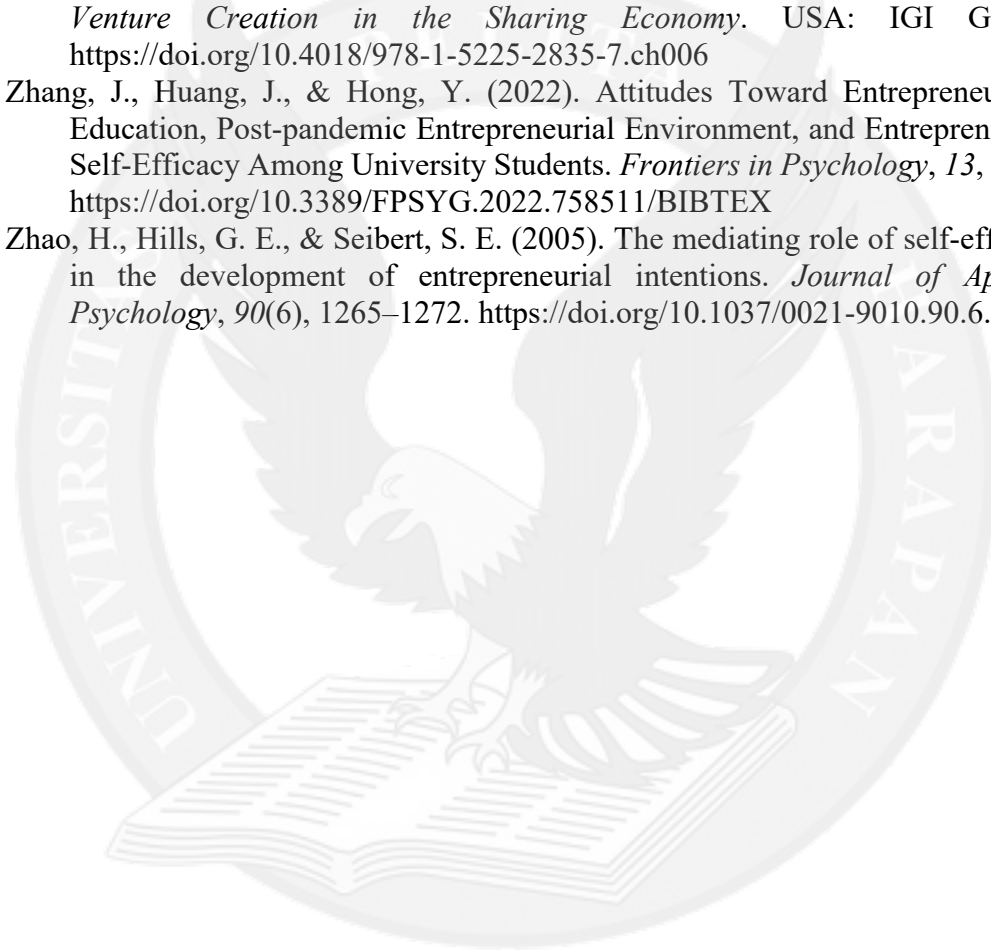 Venture Creation in the Sharing Economy. USA: IGI G
https://doi.org/10.4018/978-1-5225-2835-7.ch006
Zhang, J., Huang, J., & Hong, Y. (2022). Attitudes Toward Entrepreneu
Education, Post-pandemic Entrepreneurial Environment, and Entrepren
Self-Efficacy Among University Students. Frontiers in Psychology, 13,
https://doi.org/10.3389/FPSYG.2022.758511/BIBTEX
Zhao, H., Hills, G. E., & Seibert, S. E. (2005). The mediating role of self-eff
in the development of entrepreneurial intentions. Journal of Ap
Psychology, 90(6), 1265–1272. https://doi.org/10.1037/0021-9010.90.6.
UNIVERSITAS
ARAPAN